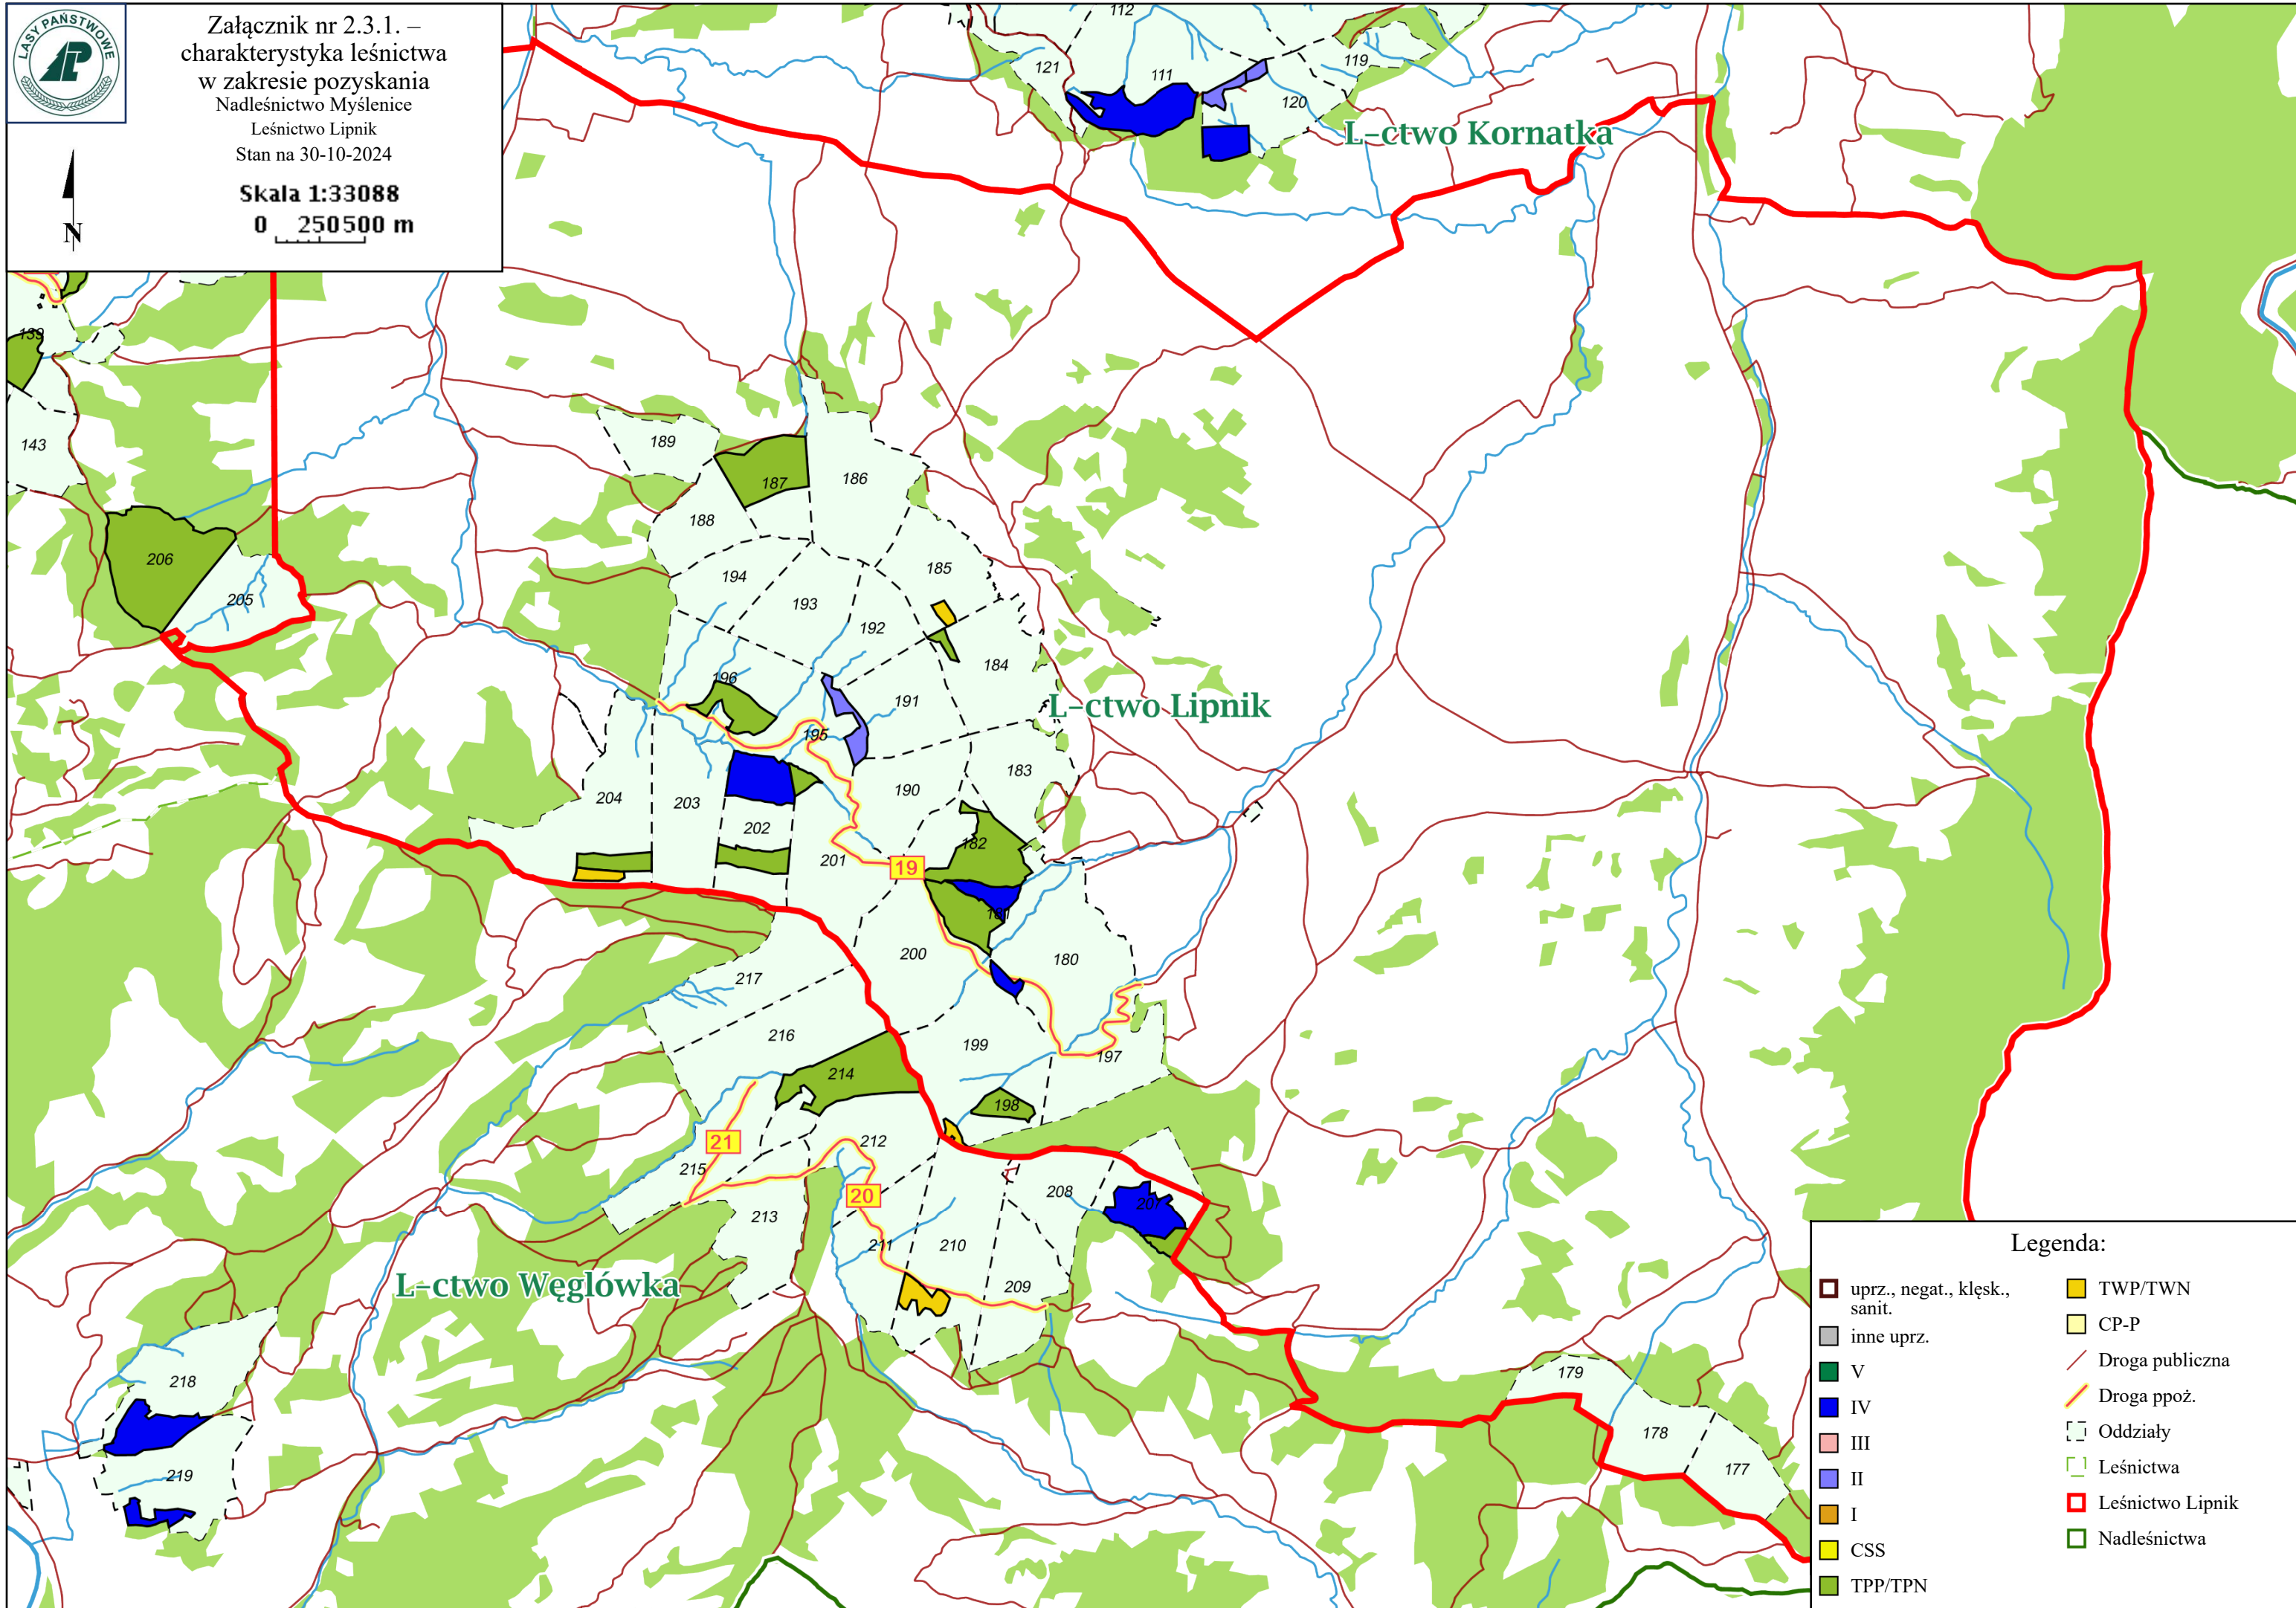 LASY PAŃSTWOWE
Załącznik nr 2.3.1. –
charakterystyka leśnictwa
w zakresie pozyskania
Nadleśnictwo Myślenice
Leśnictwo Lipnik
Stan na 30-10-2024
Skala 1:33088
0 250500 m
N
112
121
111
119
120
L-ctwo Kornatka
139
143
189
187
186
188
206
205
194
193
185
192
184
196
191
L-ctwo Lipnik
195
204
203
190
183
202
201
182
19
181
200
180
217
216
199
197
214
198
21
212
215
20
208
207
213
211
210
209
L-ctwo Węglówka
218
219
179
178
177
Legenda:
uprz., negat., klęsk.,
sanit.
inne uprz.
V
IV
III
II
I
CSS
TPP/TPN
TWP/TWN
CP-P
Droga publiczna
Droga ppoż.
Oddziały
Leśnictwa
Leśnictwo Lipnik
Nadleśnictwa